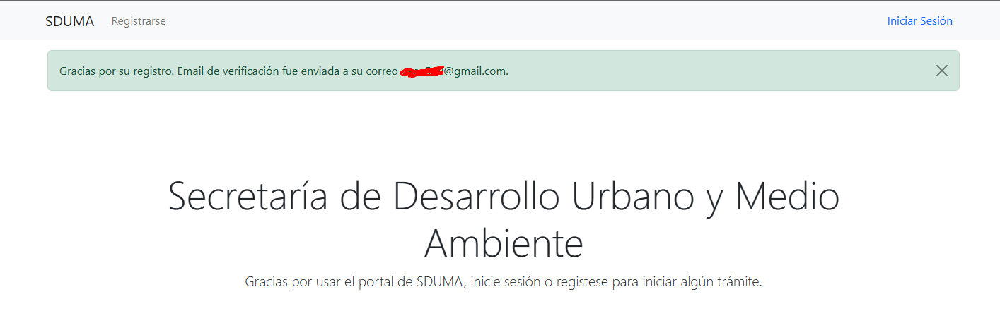 SDUMA Registrarse Iniciar Sesión
Gracias por su registro. Email de verificación fue enviada a su correo @gmail.com.
Secretaría de Desarrollo Urbano y Medio
Ambiente
Gracias por usar el portal de SDUMA, inicie sesión o registese para iniciar algún trámite.